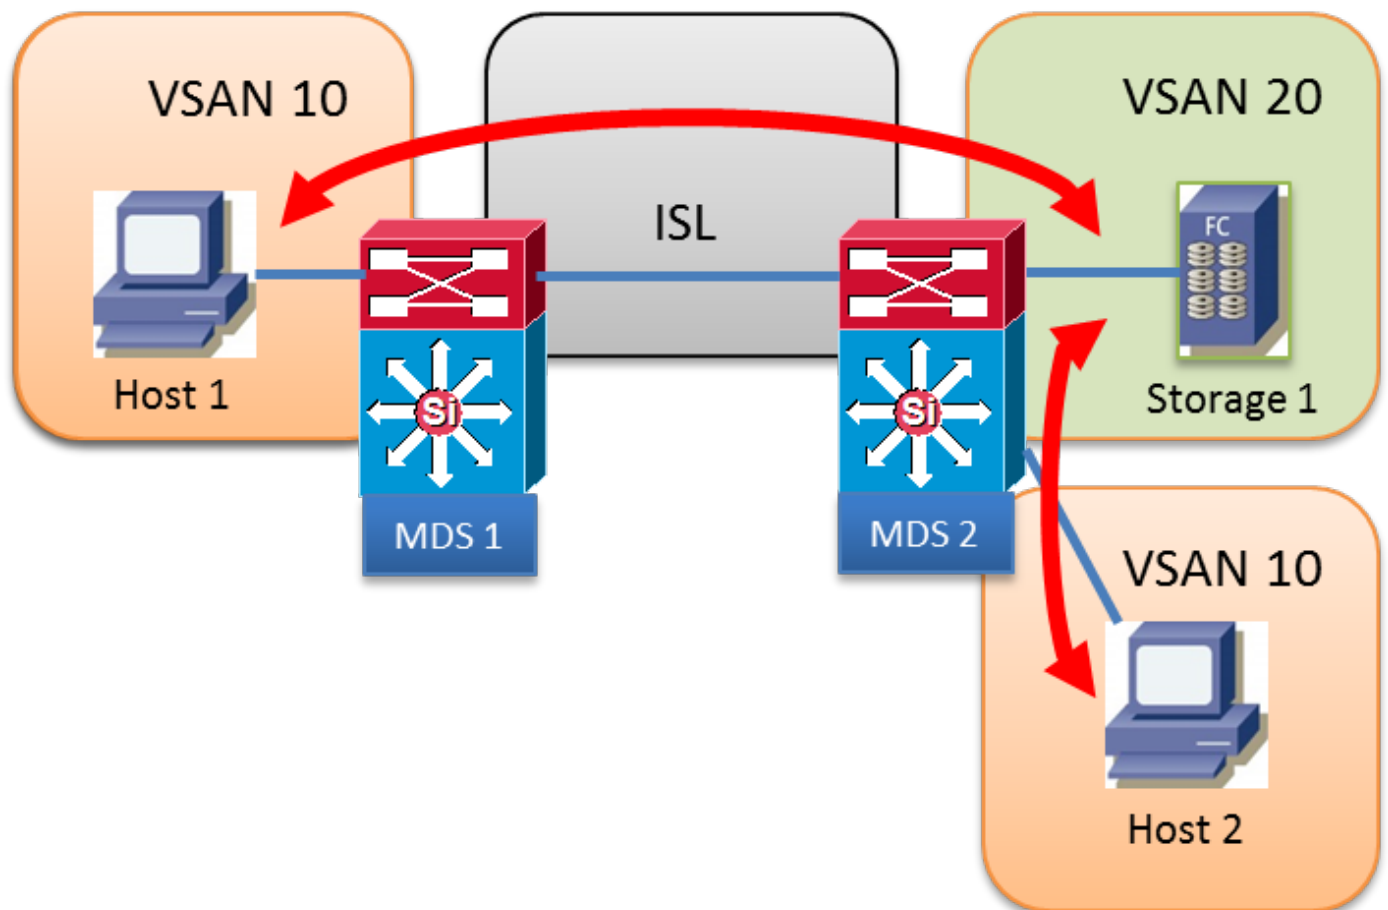 VSAN 10
ISL
VSAN 20
FC
Host 1
Storage 1
Si
Si
MDS 1
MDS 2
VSAN 10
Host 2